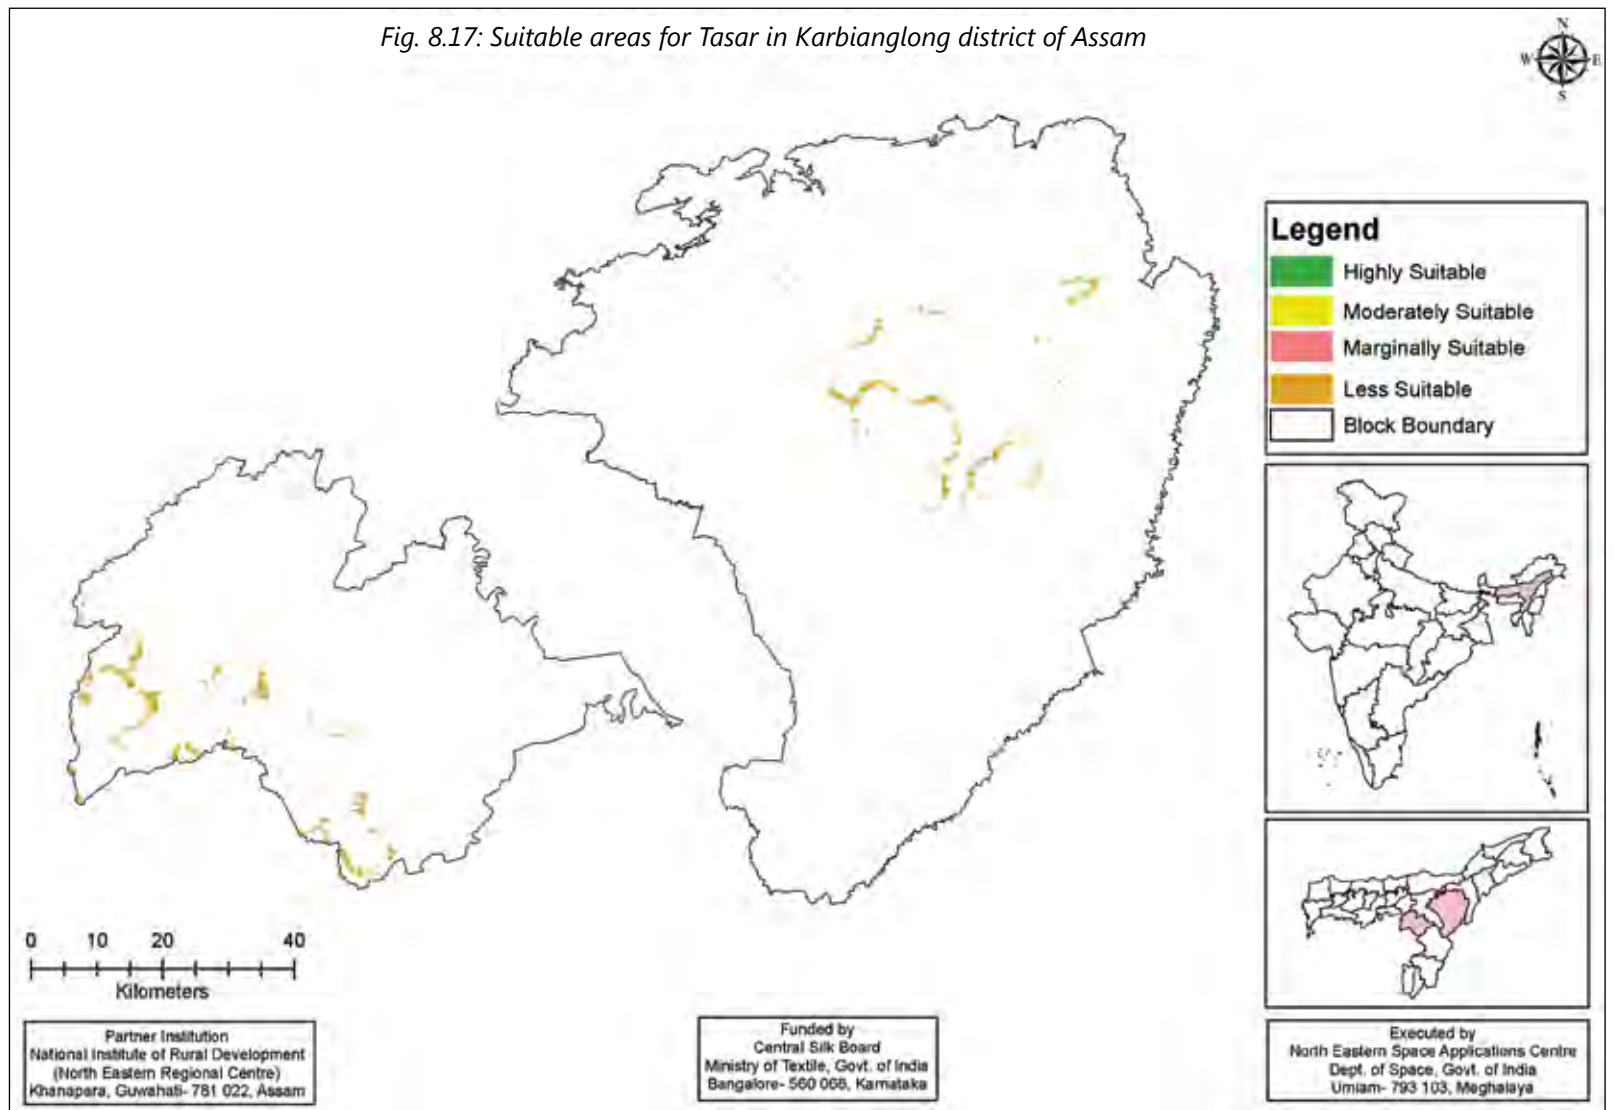 Fig. 8.17: Suitable areas for Tasar in Karbianglong district of Assam
N
W E
S
Legend
Highly Suitable
Moderately Suitable
Marginally Suitable
Less Suitable
Block Boundary
0 10 20 40
Kilometers
Partner Institution
National Institute of Rural Development
(North Eastern Regional Centre)
Khanapara, Guwahati- 781 022, Assam
Funded by
Central Silk Board
Ministry of Textile, Govt. of India
Bangalore- 560 068, Karnataka
Executed by
North Eastern Space Applications Centre
Dept. of Space, Govt. of India
Umiam- 793 103, Meghalaya